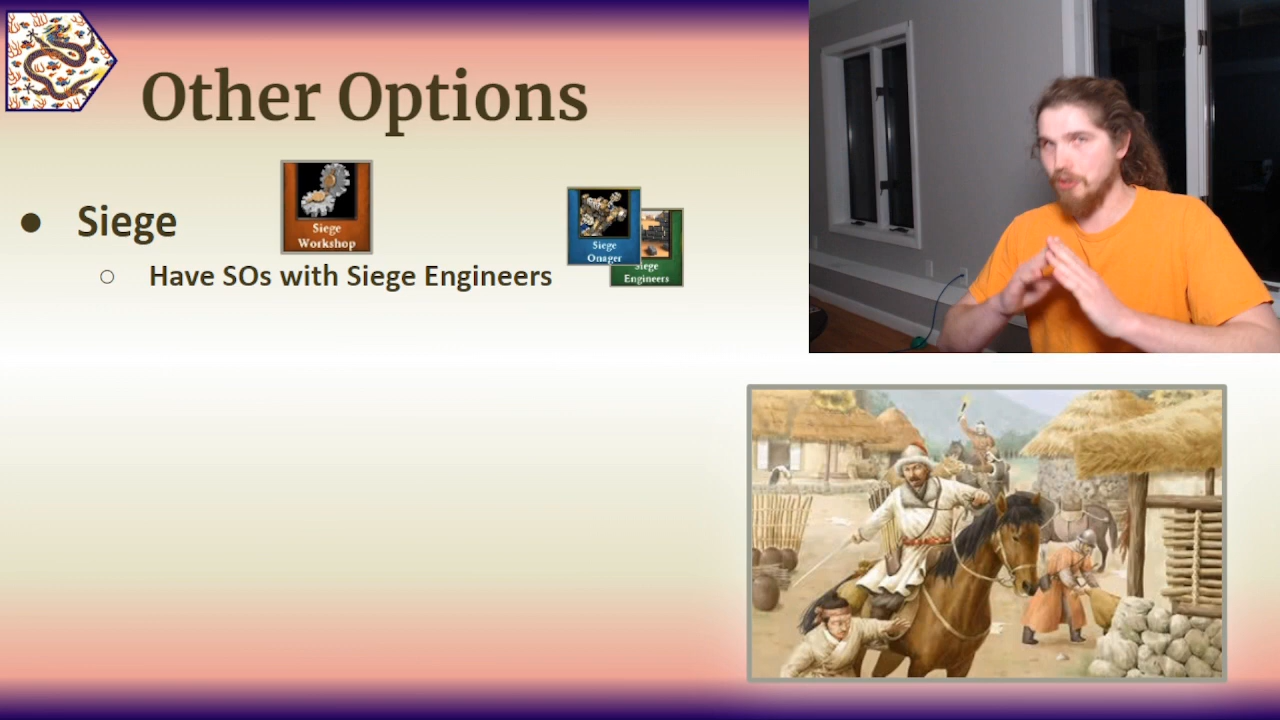 Other Options
Siege
Siege
Workshop
Have SOs with Siege Engineers
Siege
Onager
Siege
Engineers